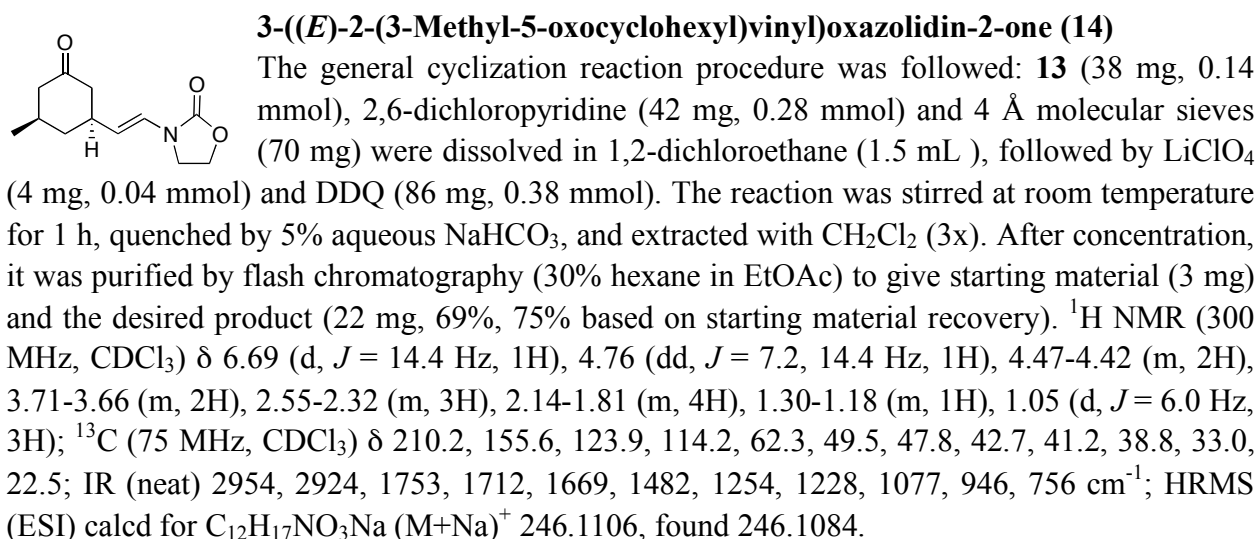 3-((E)-2-(3-Methyl-5-oxocyclohexyl)vinyl)oxazolidin-2-one (14)
O
O
N
O
H
The general cyclization reaction procedure was followed: 13 (38 mg, 0.14
mmol), 2,6-dichloropyridine (42 mg, 0.28 mmol) and 4 Å molecular sieves
(70 mg) were dissolved in 1,2-dichloroethane (1.5 mL ), followed by LiClO₄
(4 mg, 0.04 mmol) and DDQ (86 mg, 0.38 mmol). The reaction was stirred at room temperature
for 1 h, quenched by 5% aqueous NaHCO₃, and extracted with CH₂Cl₂ (3x). After concentration,
it was purified by flash chromatography (30% hexane in EtOAc) to give starting material (3 mg)
and the desired product (22 mg, 69%, 75% based on starting material recovery). ¹H NMR (300
MHz, CDCl₃) δ 6.69 (d, J = 14.4 Hz, 1H), 4.76 (dd, J = 7.2, 14.4 Hz, 1H), 4.47-4.42 (m, 2H),
3.71-3.66 (m, 2H), 2.55-2.32 (m, 3H), 2.14-1.81 (m, 4H), 1.30-1.18 (m, 1H), 1.05 (d, J = 6.0 Hz,
3H); ¹³C (75 MHz, CDCl₃) δ 210.2, 155.6, 123.9, 114.2, 62.3, 49.5, 47.8, 42.7, 41.2, 38.8, 33.0,
22.5; IR (neat) 2954, 2924, 1753, 1712, 1669, 1482, 1254, 1228, 1077, 946, 756 cm⁻¹; HRMS
(ESI) calcd for C₁₂H₁₇NO₃Na (M+Na)⁺ 246.1106, found 246.1084.